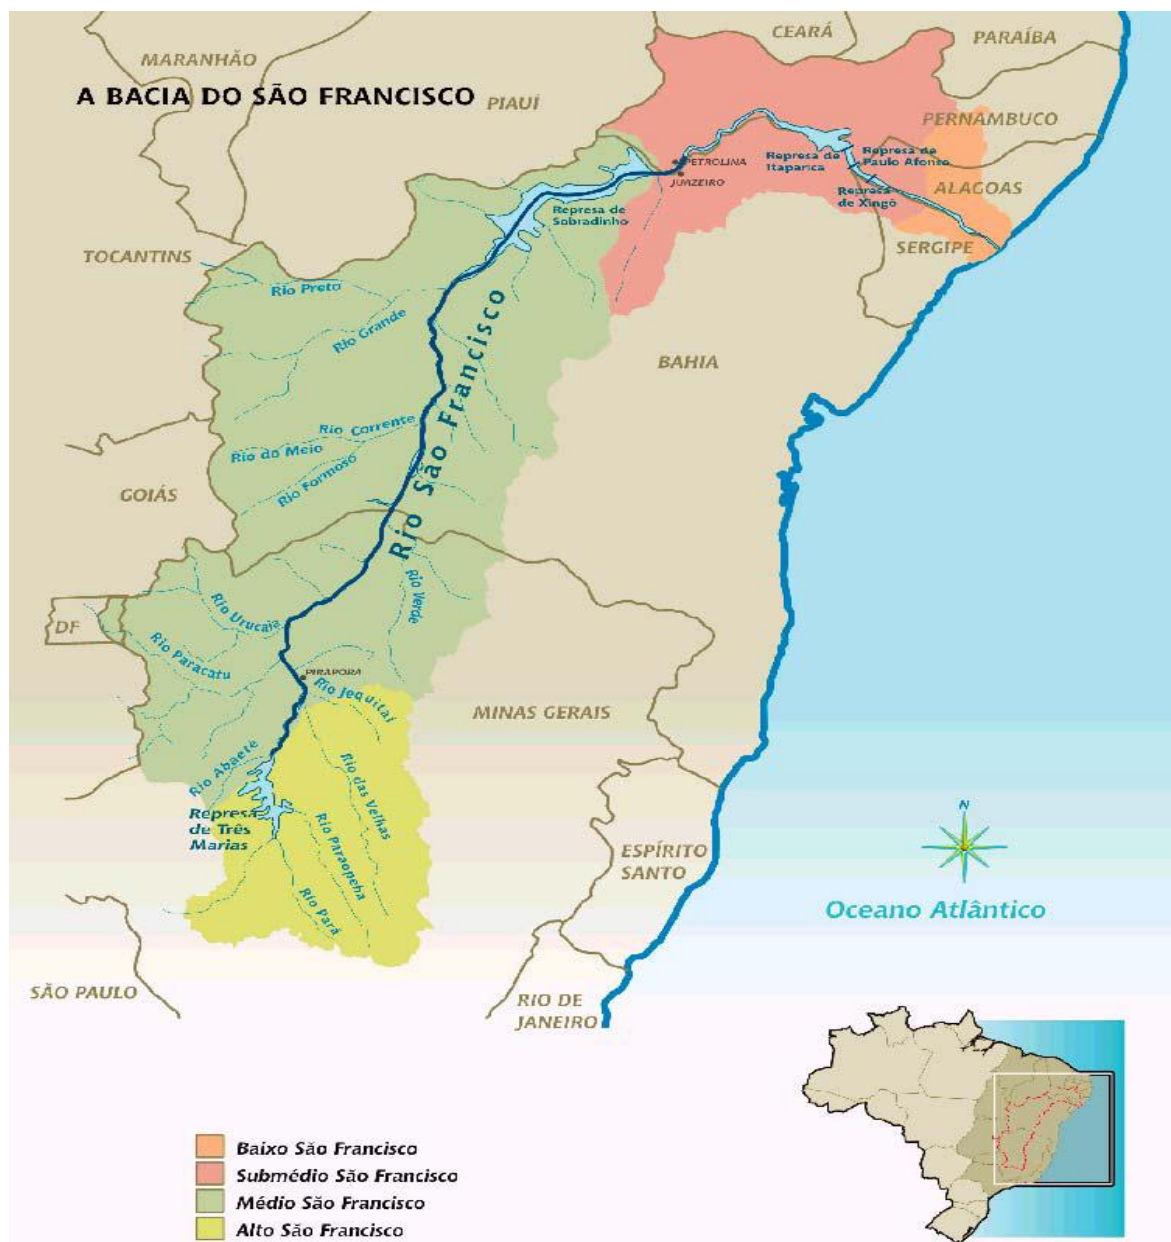 CEARÁ
PARAÍBA
MARANHÃO
A BACIA DO SÃO FRANCISCO
PIAUÍ
PERNAMBUCO
PETROLINA
JUAZEIRO
Represa de
Itaparica
Represa de
Paulo Afonso
Represa
de Xingó
ALAGOAS
Represa de
Sobradinho
SERGIPE
TOCANTINS
Rio Preto
Rio Grande
Rio São Francisco
BAHIA
Rio Corrente
Rio do Meio
Rio Formoso
GOIÁS
Rio Verde
Rio Urucaia
DF
Rio Paracatu
PIRAPORA
Rio Jequitaí
MINAS GERAIS
Rio Abaeté
Rio das Velhas
Represa
de Três
Marias
Rio Paraopeba
Rio Pará
N
ESPÍRITO
SANTO
Oceano Atlântico
SÃO PAULO
RIO DE
JANEIRO
Baixo São Francisco
Submédio São Francisco
Médio São Francisco
Alto São Francisco